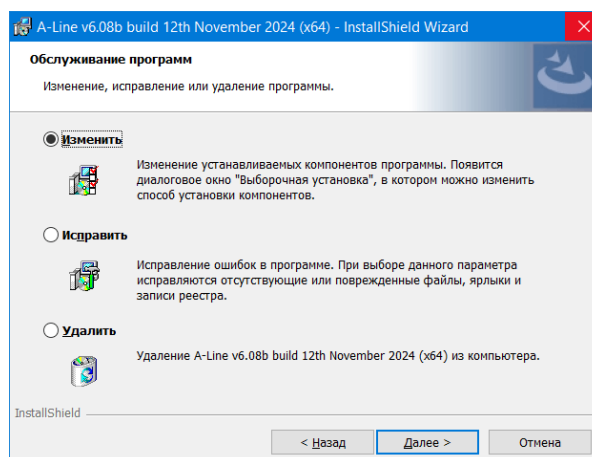 A-Line v6.08b build 12th November 2024 (x64) - InstallShield Wizard
Обслуживание программ
Изменение, исправление или удаление программы.
Изменить
Изменение устанавливаемых компонентов программы. Появится
диалоговое окно "Выборочная установка", в котором можно изменить
способ установки компонентов.
Исправить
Исправление ошибок в программе. При выборе данного параметра
исправляются отсутствующие или поврежденные файлы, ярлыки и
записи реестра.
Удалить
Удаление A-Line v6.08b build 12th November 2024 (x64) из компьютера.
InstallShield
< Назад
Далее >
Отмена